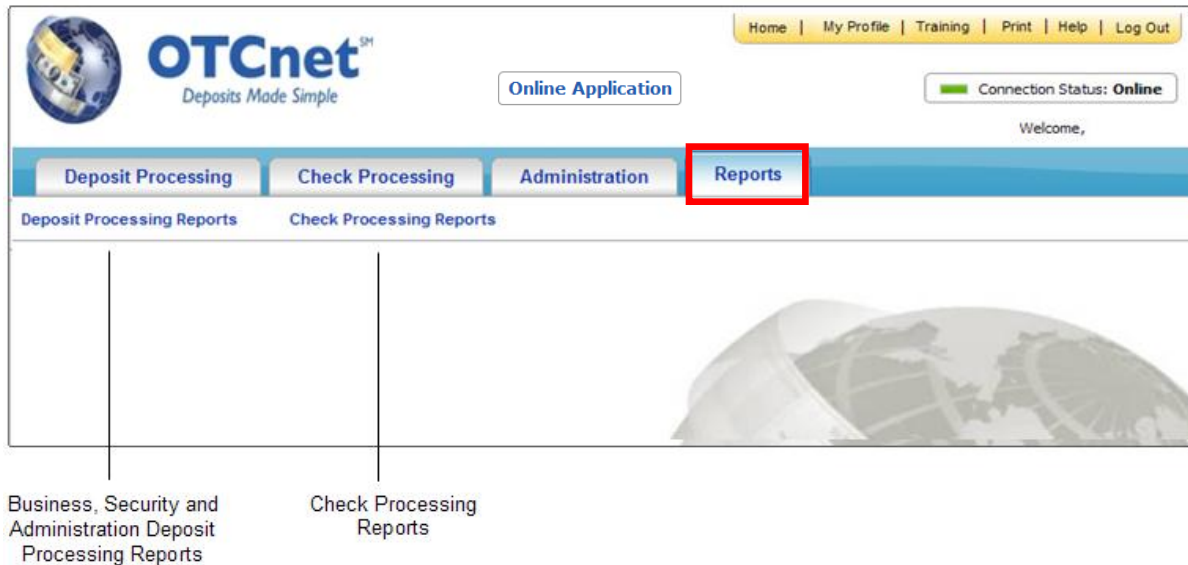 OTCnet℠
Deposits Made Simple
Home | My Profile | Training | Print | Help | Log Out
Online Application
Connection Status: Online
Welcome,
Deposit Processing Check Processing Administration Reports
Deposit Processing Reports Check Processing Reports
Business, Security and
Administration Deposit
Processing Reports
Check Processing
Reports